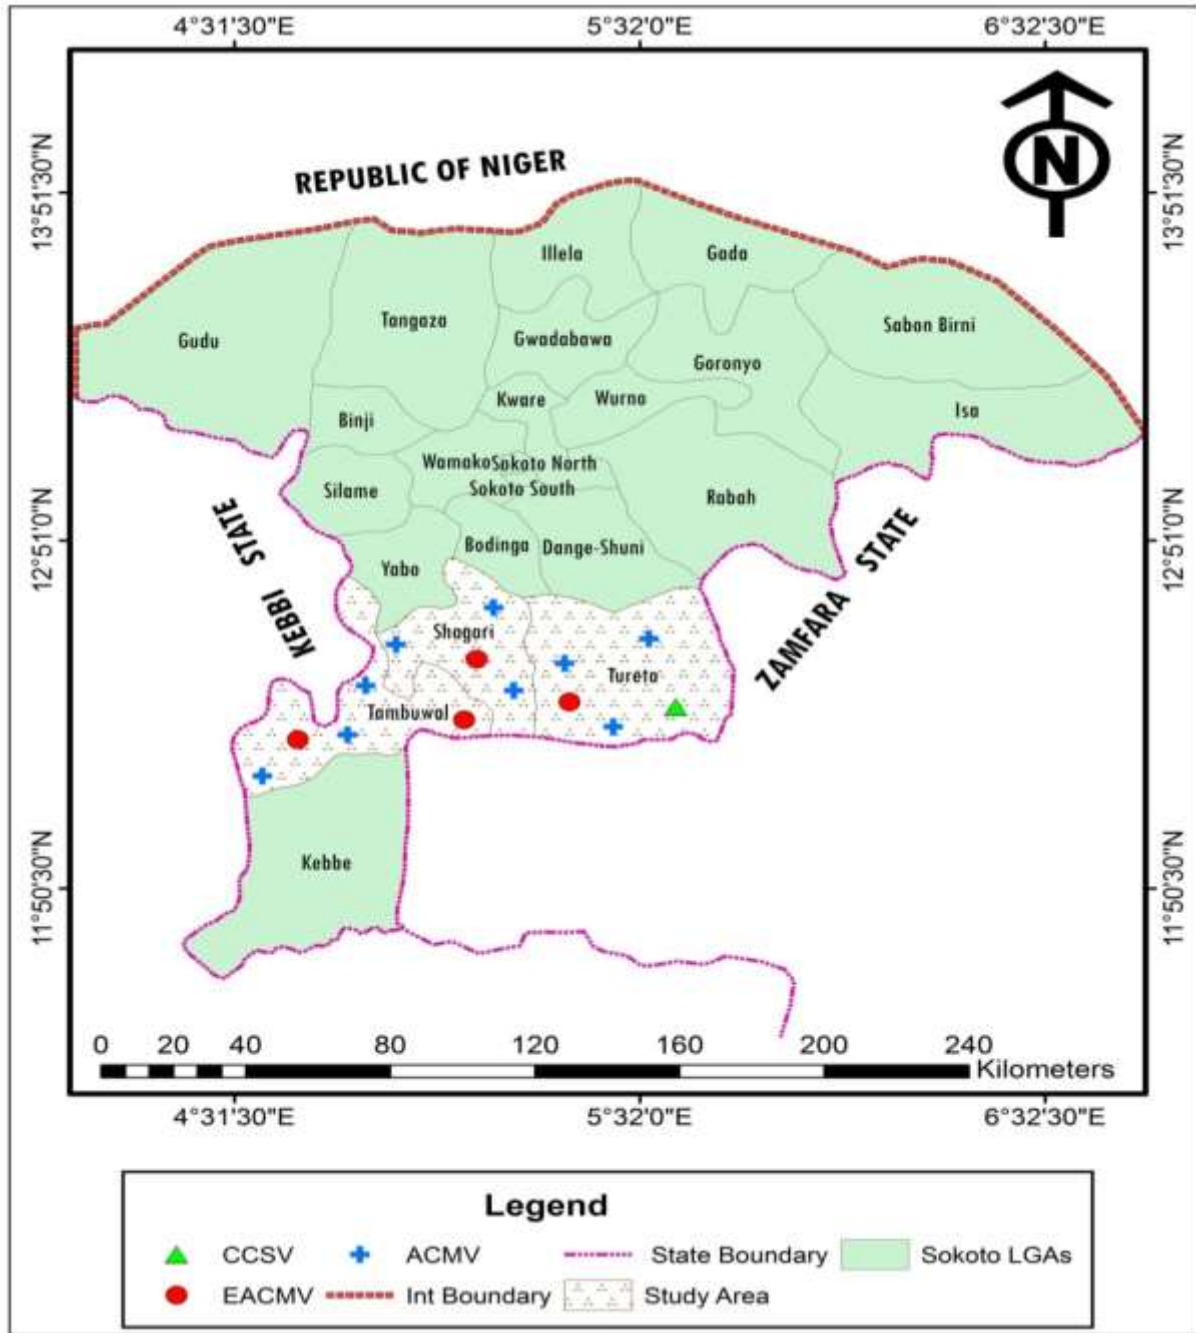 4°31'30"E 5°32'0"E 6°32'30"E
N
REPUBLIC OF NIGER
13°51'30"N
13°51'30"N
Illela
Gada
Gudu
Tangaza
Gwadabawa
Sabon Birni
Goronyo
Kware
Wurno
Isa
Binji
Wamako
Sokoto North
Silame
Sokoto South
Rabah
KEBBI STATE
12°51'0"N
12°51'0"N
Bodinga
Dange-Shuni
Yabo
ZAMFARA STATE
Shagari
Tureta
Tambuwal
Kebbe
11°50'30"N
11°50'30"N
0 20 40 80 120 160 200 240
Kilometers
4°31'30"E 5°32'0"E 6°32'30"E
Legend
CCSV ACMV State Boundary Sokoto LGAs
EACMV Int Boundary Study Area